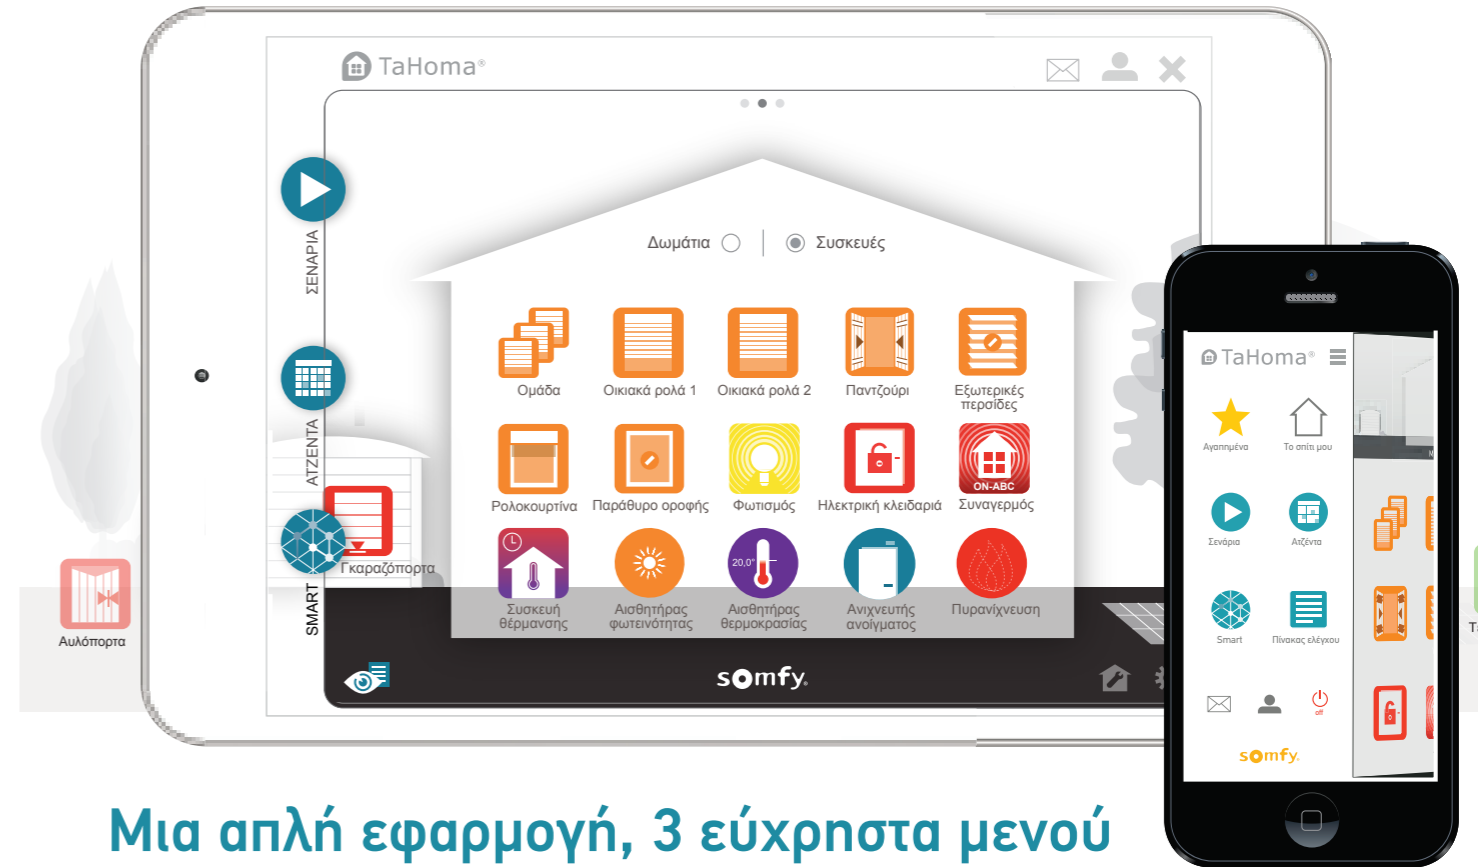 TaHoma®
Δωμάτια
Συσκευές
ΣΕΝΑΡΙΑ
ΑΤΖΕΝΤΑ
SMART
Ομάδα
Οικιακά ρολά 1
Οικιακά ρολά 2
Παντζούρι
Εξωτερικές
περσίδες
ON-ABC
Ρολοκουρτίνα
Παράθυρο οροφής
Φωτισμός
Ηλεκτρική κλειδαριά
Συναγερμός
20,0°
Γκαραζόπορτα
Συσκευή
θέρμανσης
Αισθητήρας
φωτεινότητας
Αισθητήρας
θερμοκρασίας
Ανιχνευτής
ανοίγματος
Πυρανίχνευση
Αυλόπορτα
somfy.
TaHoma®
Αγαπημένα
Το σπίτι μου
Σενάρια
Ατζέντα
Smart
Πίνακας ελέγχου
off
somfy.
Μια απλή εφαρμογή, 3 εύχρηστα μενού